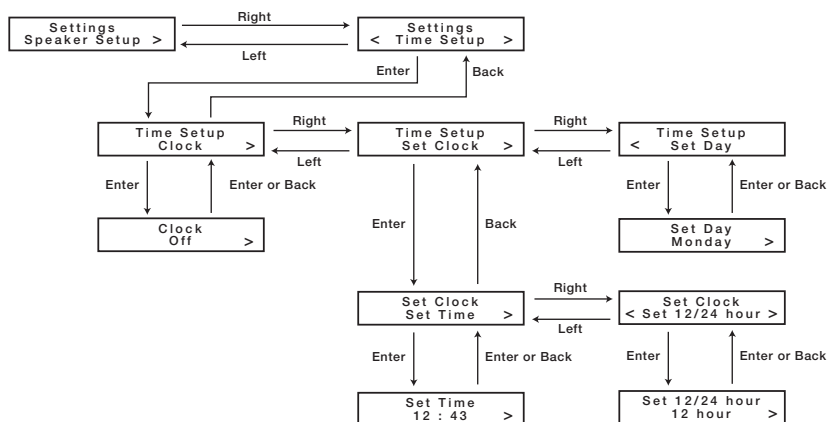 Right
Settings
Speaker Setup >
Settings
< Time Setup >
Left
Enter
Back
Time Setup
Clock >
Right
Left
Time Setup
Set Clock >
Right
Left
Time Setup
< Set Day
Enter
Enter or Back
Enter
Back
Enter
Enter or Back
Clock
Off >
Set Day
Monday >
Set Clock
Set Time >
Right
Left
Set Clock
< Set 12/24 hour >
Enter
Enter or Back
Enter
Enter or Back
Set Time
12 : 43 >
Set 12/24 hour
12 hour >